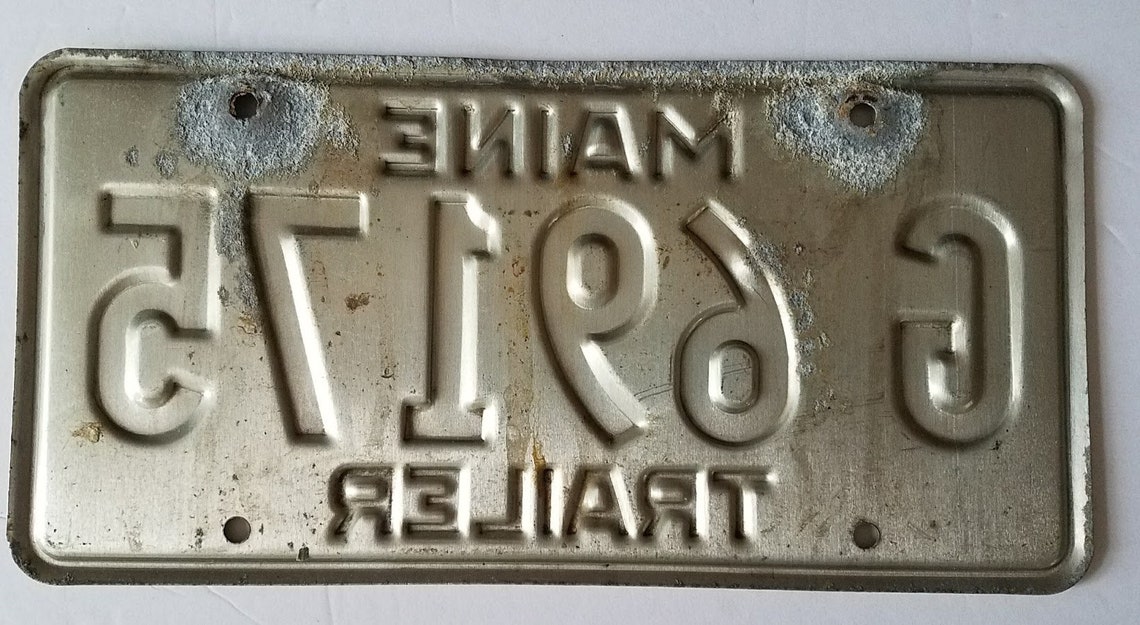 MAINE
G 69175
TRAILER